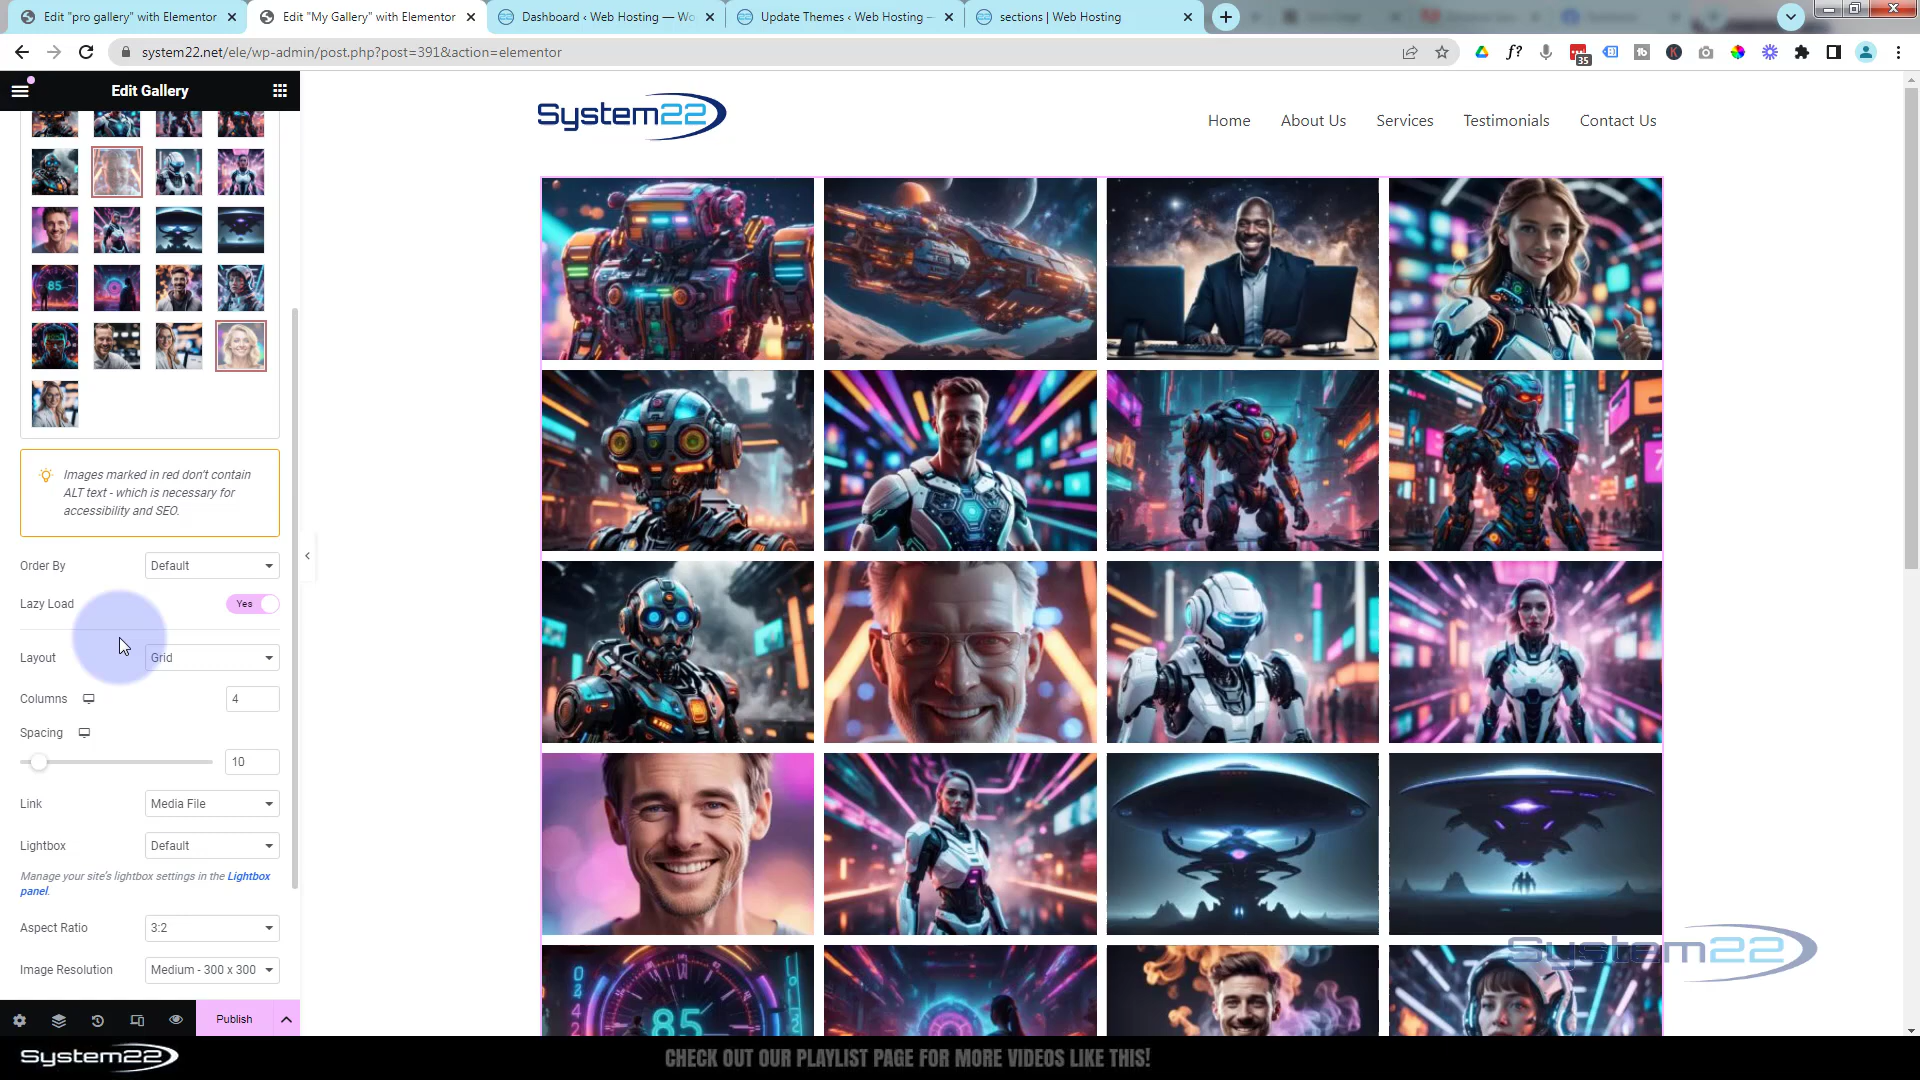 Edit "pro gallery" with Elementor
Edit "My Gallery" with Elementor
Dashboard ‹ Web Hosting — Wo
Update Themes ‹ Web Hosting —
sections | Web Hosting
system22.net/ele/wp-admin/post.php?post=391&action=elementor
f?
35
Edit Gallery
System22
Home
About Us
Services
Testimonials
Contact Us
Images marked in red don't contain
ALT text - which is necessary for
accessibility and SEO.
Order By
Default
Lazy Load
Yes
Layout
Grid
Columns
4
Spacing
10
Link
Media File
Lightbox
Default
Manage your site's lightbox settings in the Lightbox
panel.
Aspect Ratio
3:2
Image Resolution
Medium - 300 x 300
85
System22
Publish
System22
CHECK OUT OUR PLAYLIST PAGE FOR MORE VIDEOS LIKE THIS!